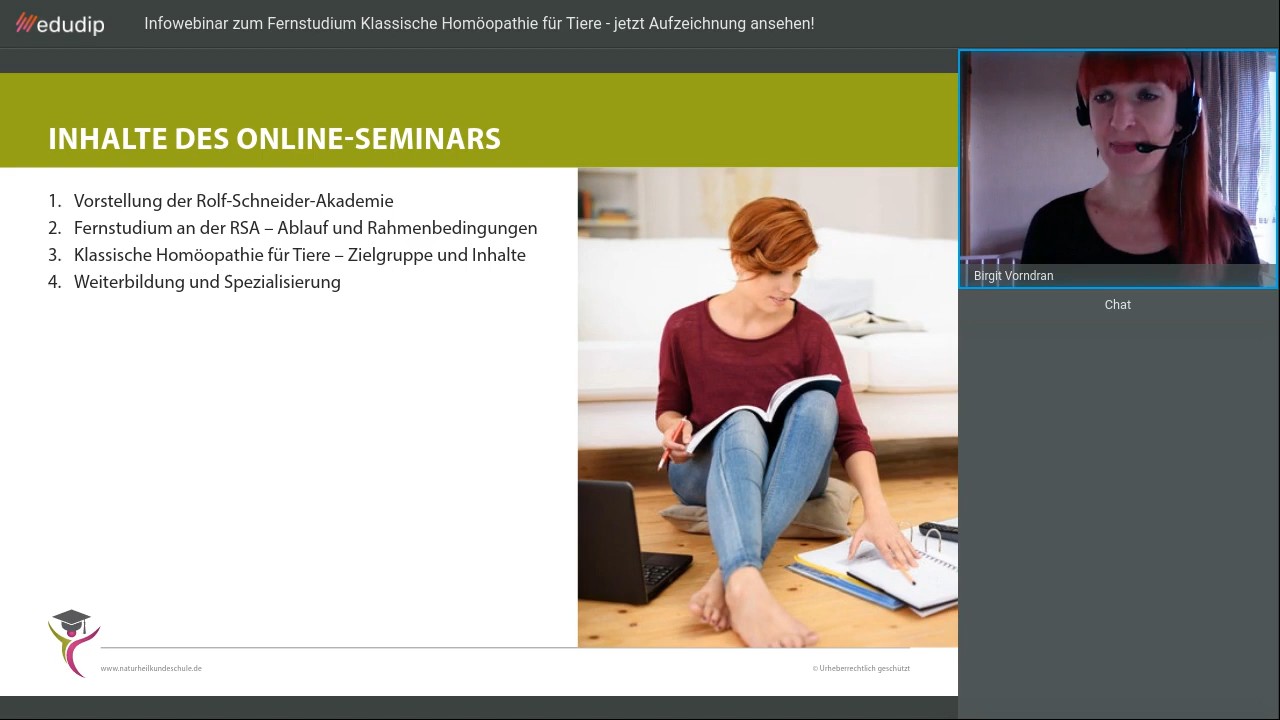 edudip
Infowebinar zum Fernstudium Klassische Homöopathie für Tiere - jetzt Aufzeichnung ansehen!
INHALTE DES ONLINE-SEMINARS
1. Vorstellung der Rolf-Schneider-Akademie
2. Fernstudium an der RSA – Ablauf und Rahmenbedingungen
3. Klassische Homöopathie für Tiere – Zielgruppe und Inhalte
4. Weiterbildung und Spezialisierung
Birgit Vorndran
Chat
www.naturheilkundeschule.de
© Urheberrechtlich geschützt